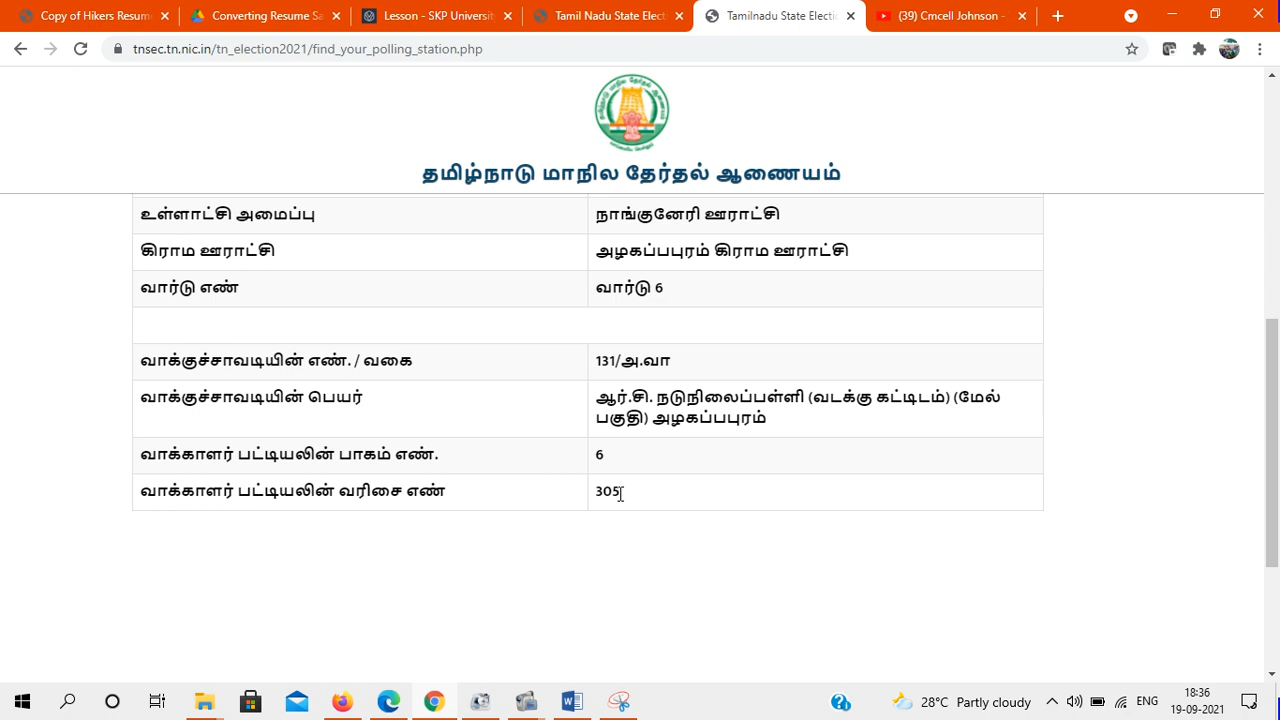 Copy of Hikers Resum
Converting Resume Sa
Lesson - SKP Universit
Tamil Nadu State Elect
Tamilnadu State Electi
(39) Cmcell Johnson -
tnsec.tn.nic.in/tn_election2021/find_your_polling_station.php
தமிழ்நாடு மாநில தேர்தல் ஆணையம்
உள்ளாட்சி அமைப்பு நாங்குனேரி ஊராட்சி
கிராம ஊராட்சி அழகப்பபுரம் கிராம ஊராட்சி
வார்டு எண் வார்டு 6
வாக்குச்சாவடியின் எண். / வகை 131/அ.வா
வாக்குச்சாவடியின் பெயர் ஆர்.சி. நடுநிலைப்பள்ளி (வடக்கு கட்டிடம்) (மேல்
பகுதி) அழகப்பபுரம்
வாக்காளர் பட்டியலின் பாகம் எண். 6
வாக்காளர் பட்டியலின் வரிசை எண் 305
28°C Partly cloudy
ENG
18:36
19-09-2021